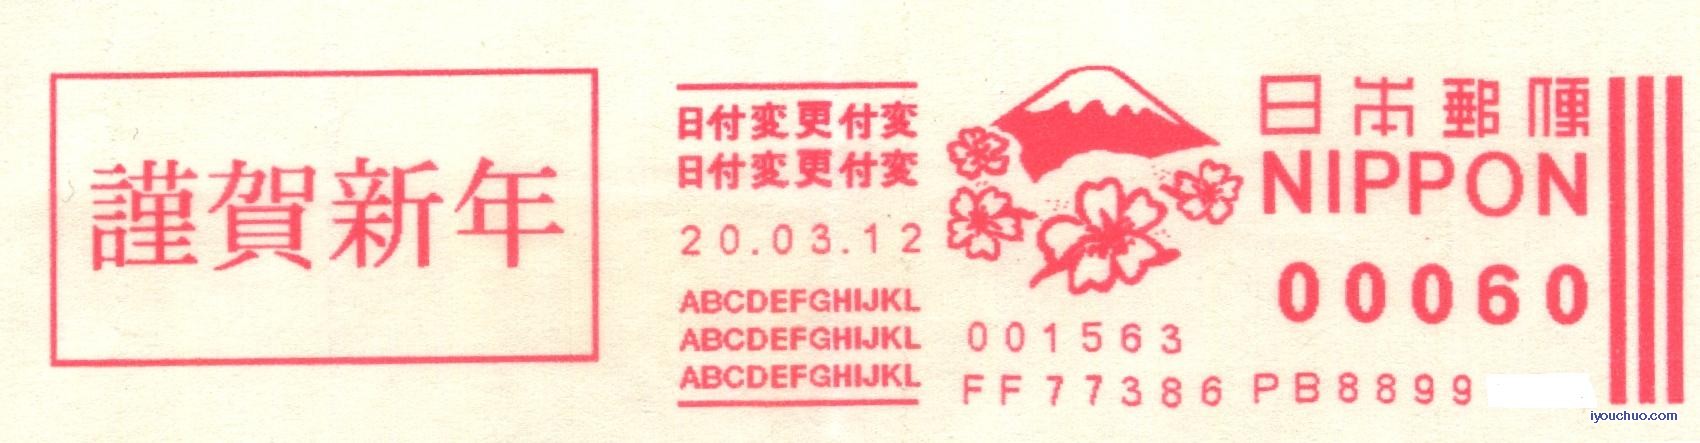 謹賀新年
日付変更付変
日付変更付変
20.03.12
ABCDEFGHIJKL
ABCDEFGHIJKL
ABCDEFGHIJKL
日本郵便
NIPPON
00060
001563
FF77386 PB8899
iyouchuo.com